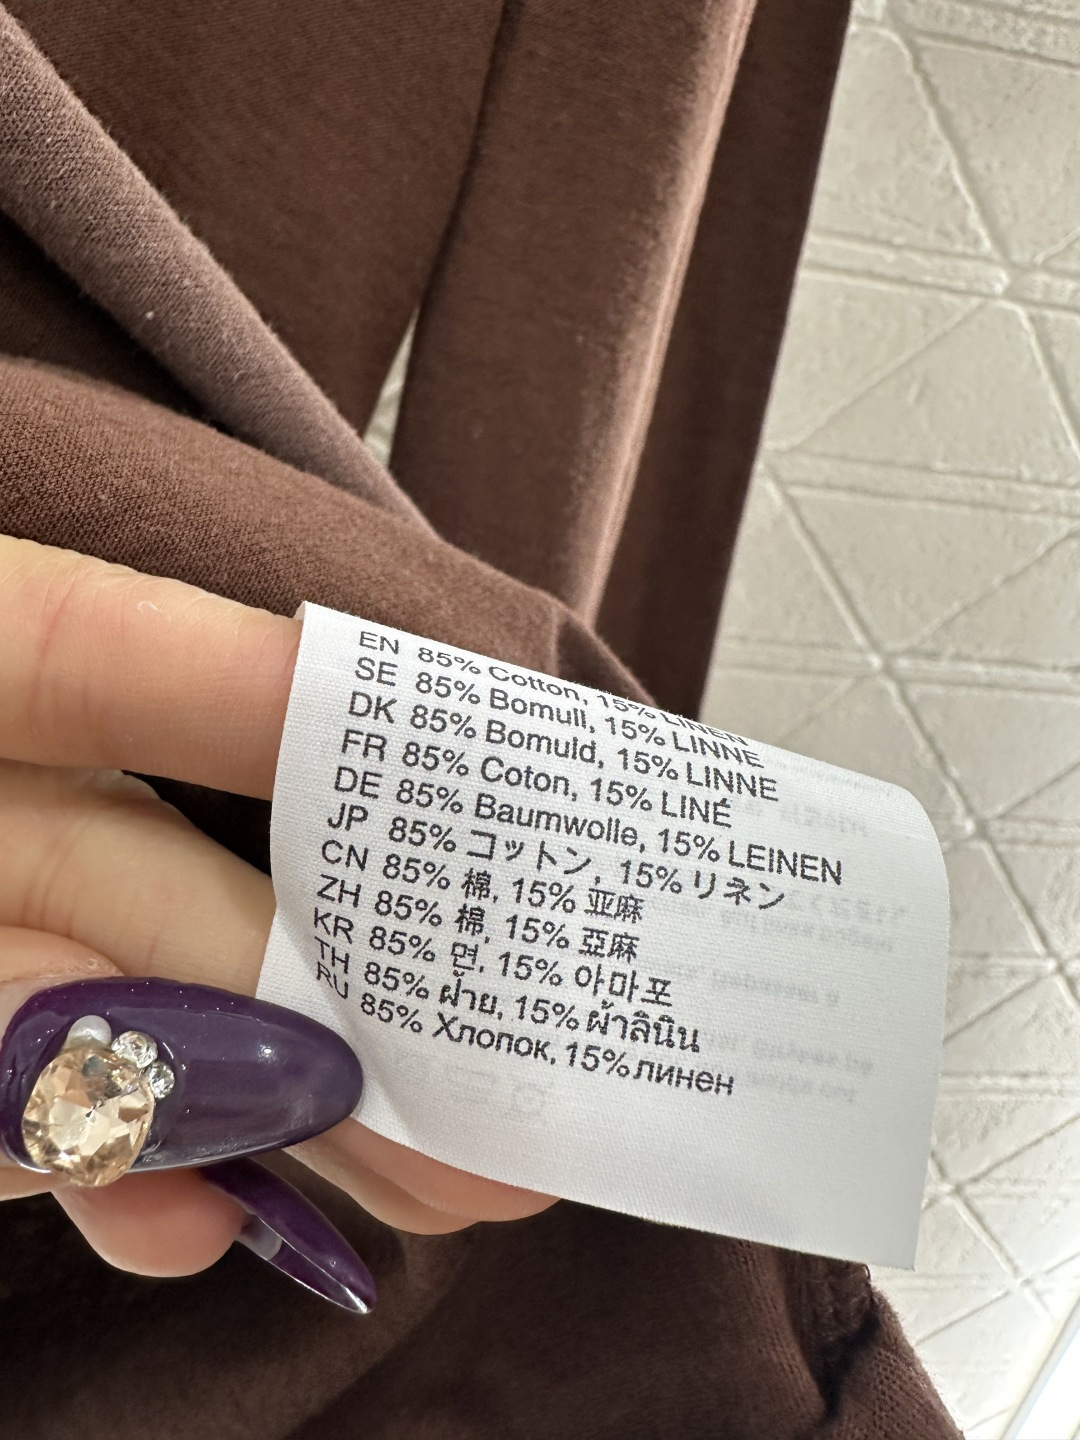 EN 85% Cotton, 15% LINEN
SE 85% Bomull, 15% LINNE
DK 85% Bomuld, 15% LINNE
FR 85% Coton, 15% LINÉ
DE 85% Baumwolle, 15% LEINEN
JP 85% コットン, 15% リネン
CN 85% 棉, 15% 亚麻
ZH 85% 棉, 15% 亞麻
KR 85% 면, 15% 아마포
TH 85% ฝ้าย, 15% ผ้าลินิน
RU 85% Хлопок, 15% линен